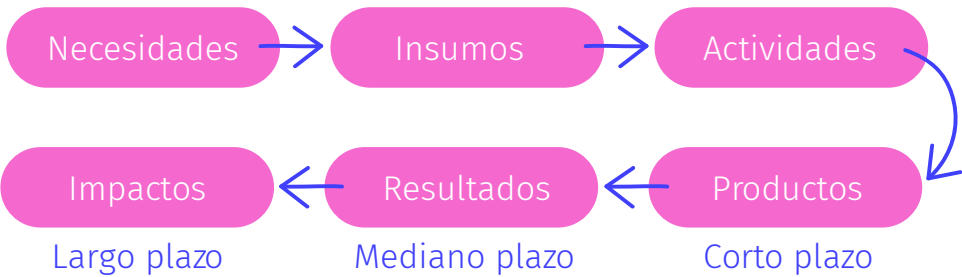 Necesidades
Insumos
Actividades
Impactos
Resultados
Productos
Largo plazo
Mediano plazo
Corto plazo